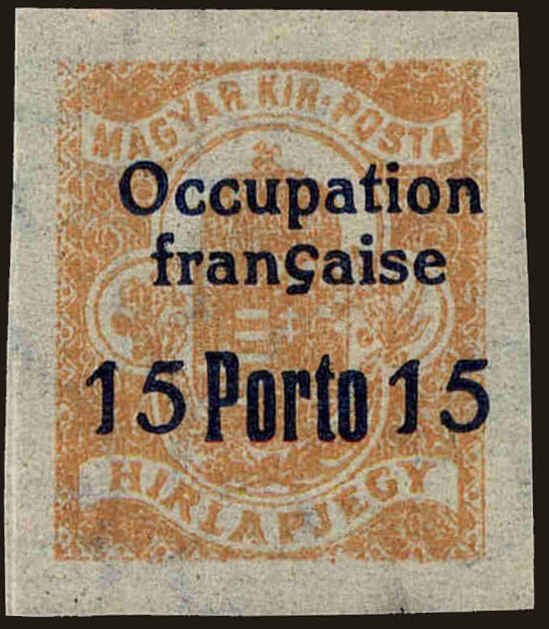 MAGYAR KIR. POSTA
Occupation
française
15 Porto 15
HIRLAPJEGY